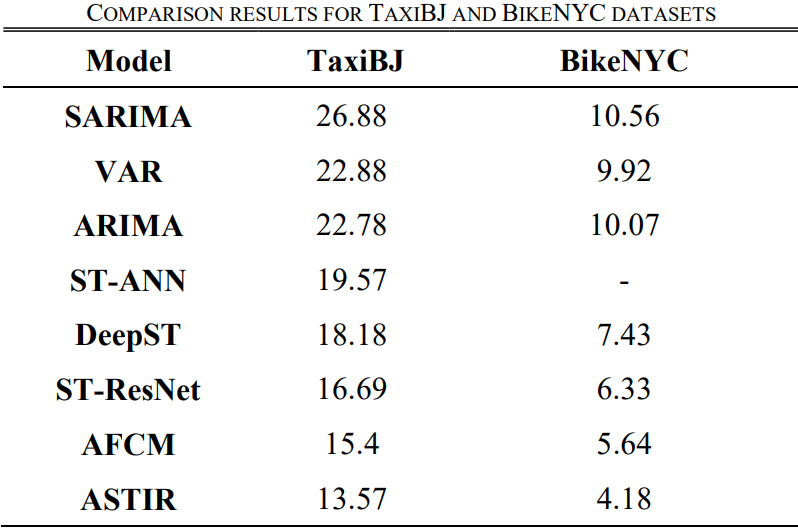 COMPARISON RESULTS FOR TAXIBJ AND BIKENYC DATASETS
Model TaxiBJ BikeNYC
SARIMA 26.88 10.56
VAR 22.88 9.92
ARIMA 22.78 10.07
ST-ANN 19.57 -
DeepST 18.18 7.43
ST-ResNet 16.69 6.33
AFCM 15.4 5.64
ASTIR 13.57 4.18